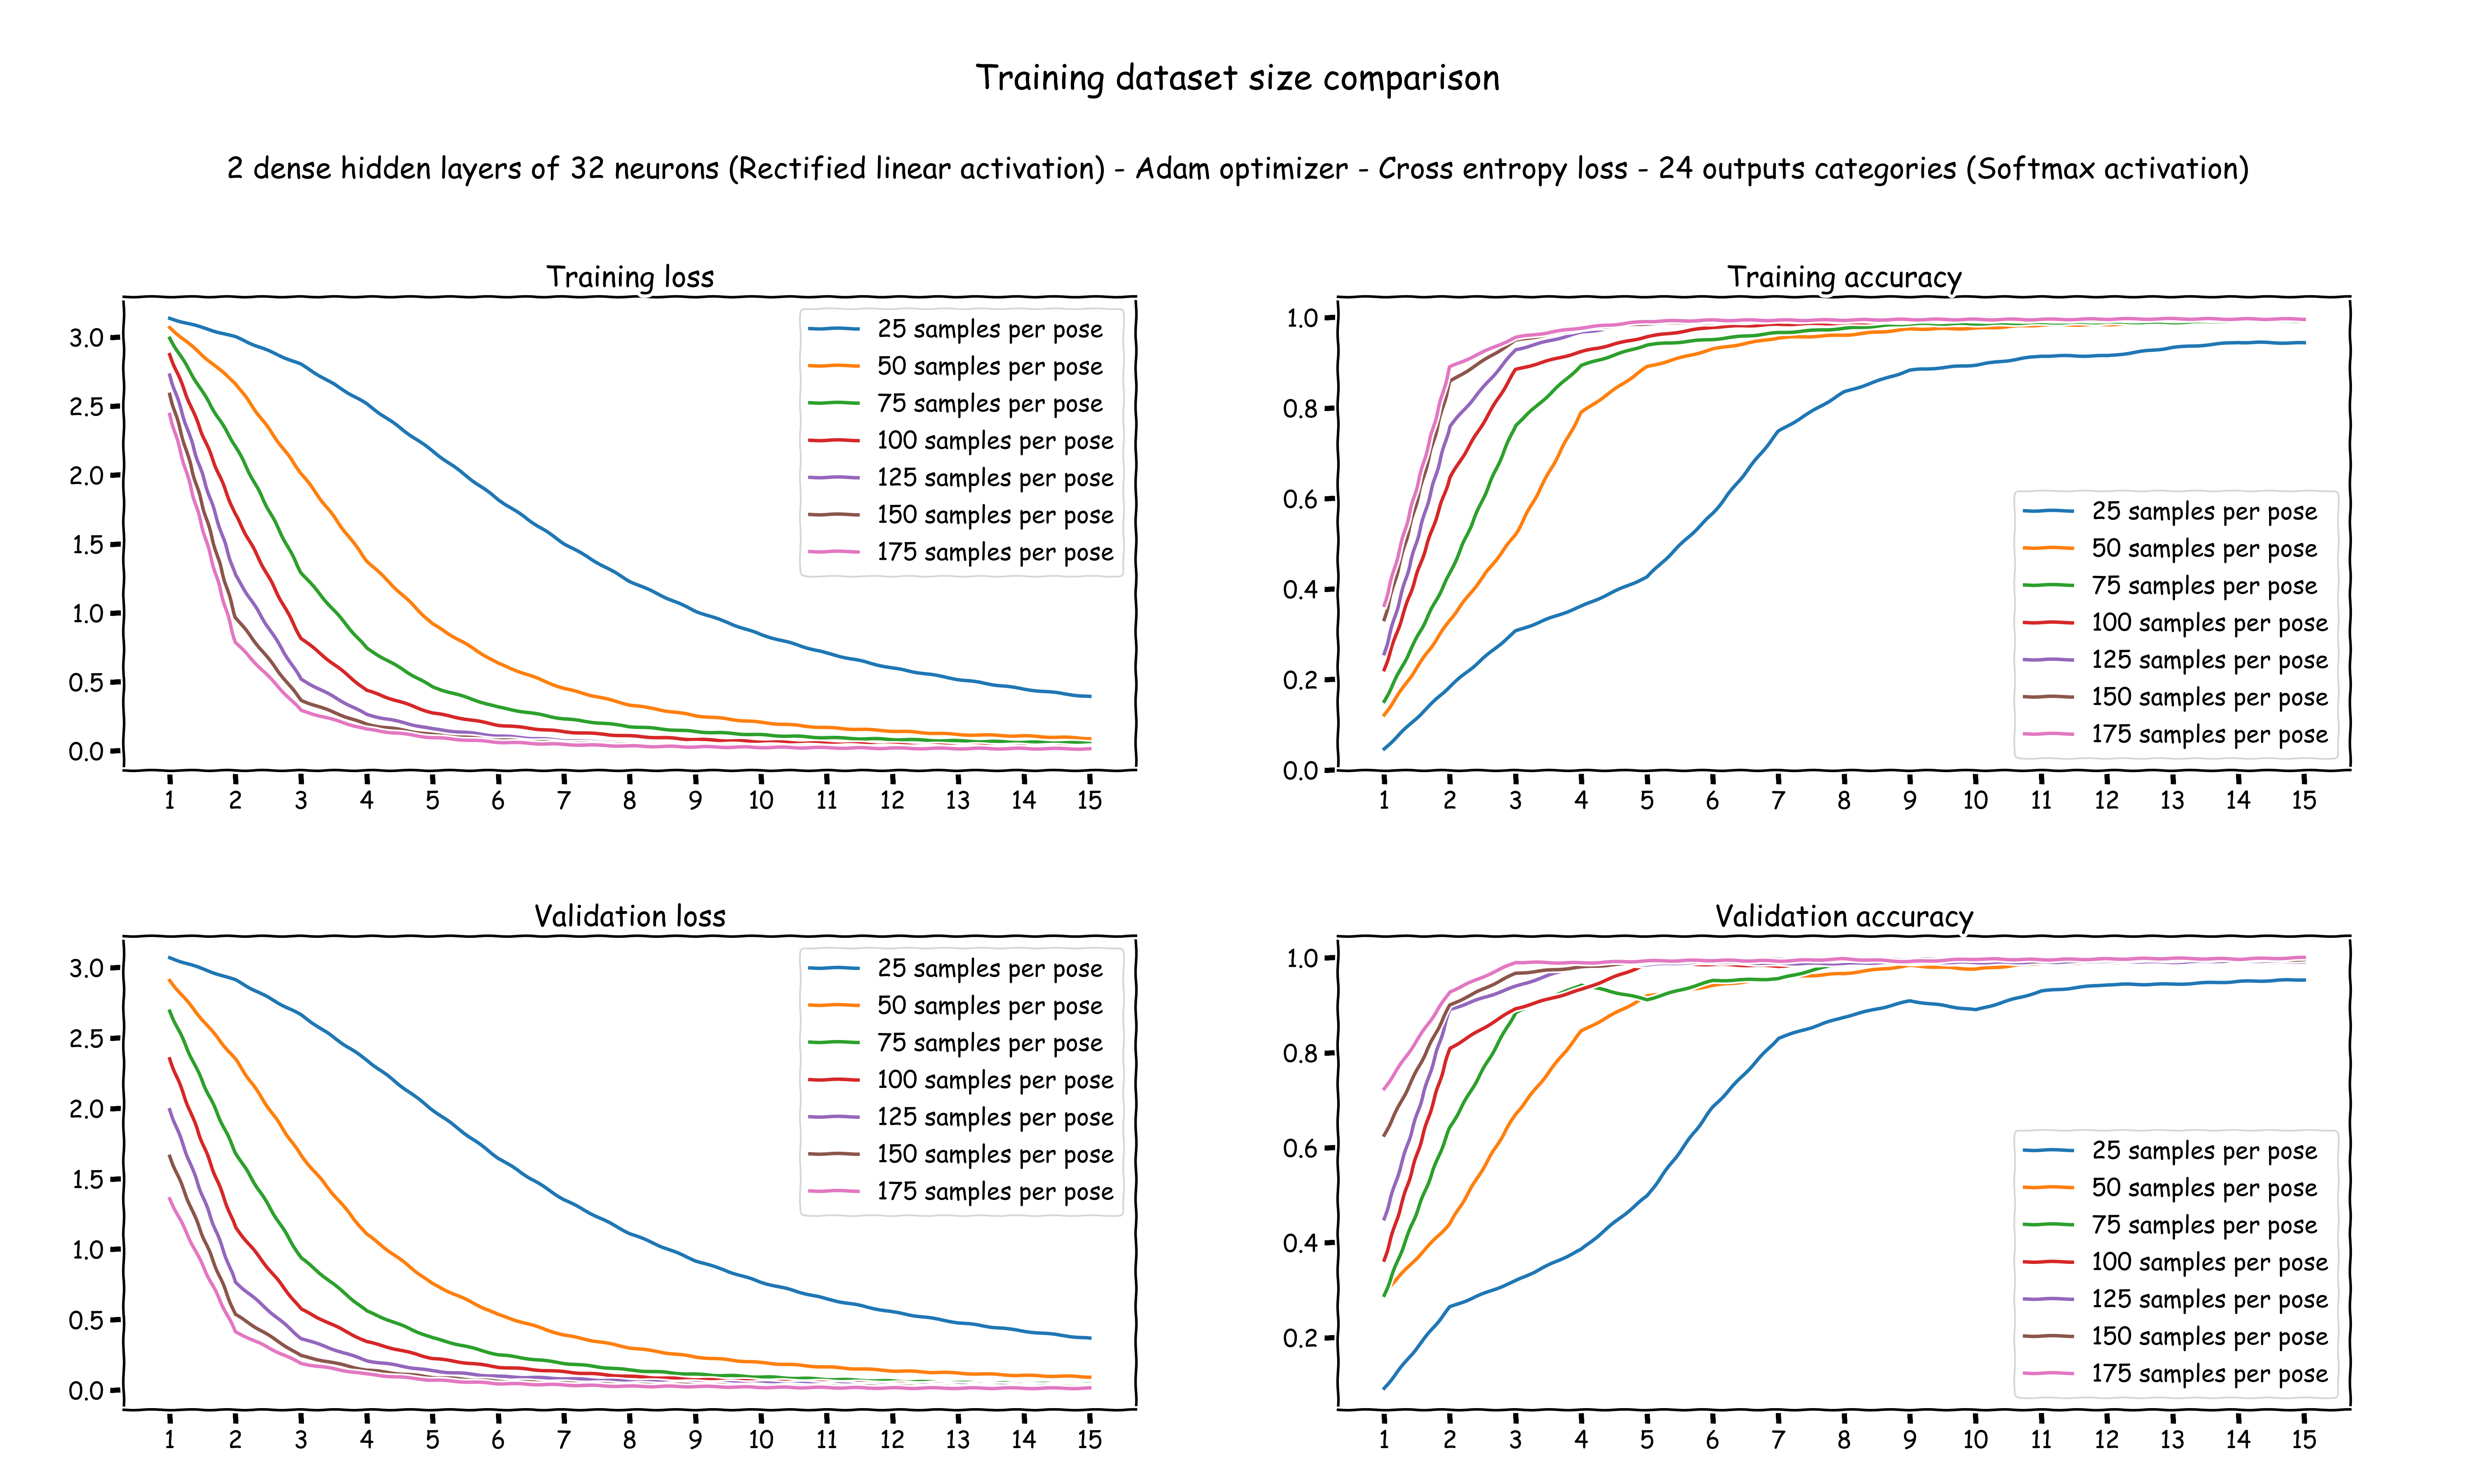 Training dataset size comparison
2 dense hidden layers of 32 neurons (Rectified linear activation) - Adam optimizer - Cross entropy loss - 24 outputs categories (Softmax activation)
Training loss
3.0
2.5
2.0
1.5
1.0
0.5
0.0
1 2 3 4 5 6 7 8 9 10 11 12 13 14 15
25 samples per pose
50 samples per pose
75 samples per pose
100 samples per pose
125 samples per pose
150 samples per pose
175 samples per pose
Training accuracy
1.0
0.8
0.6
0.4
0.2
0.0
1 2 3 4 5 6 7 8 9 10 11 12 13 14 15
25 samples per pose
50 samples per pose
75 samples per pose
100 samples per pose
125 samples per pose
150 samples per pose
175 samples per pose
Validation loss
3.0
2.5
2.0
1.5
1.0
0.5
0.0
1 2 3 4 5 6 7 8 9 10 11 12 13 14 15
25 samples per pose
50 samples per pose
75 samples per pose
100 samples per pose
125 samples per pose
150 samples per pose
175 samples per pose
Validation accuracy
1.0
0.8
0.6
0.4
0.2
1 2 3 4 5 6 7 8 9 10 11 12 13 14 15
25 samples per pose
50 samples per pose
75 samples per pose
100 samples per pose
125 samples per pose
150 samples per pose
175 samples per pose